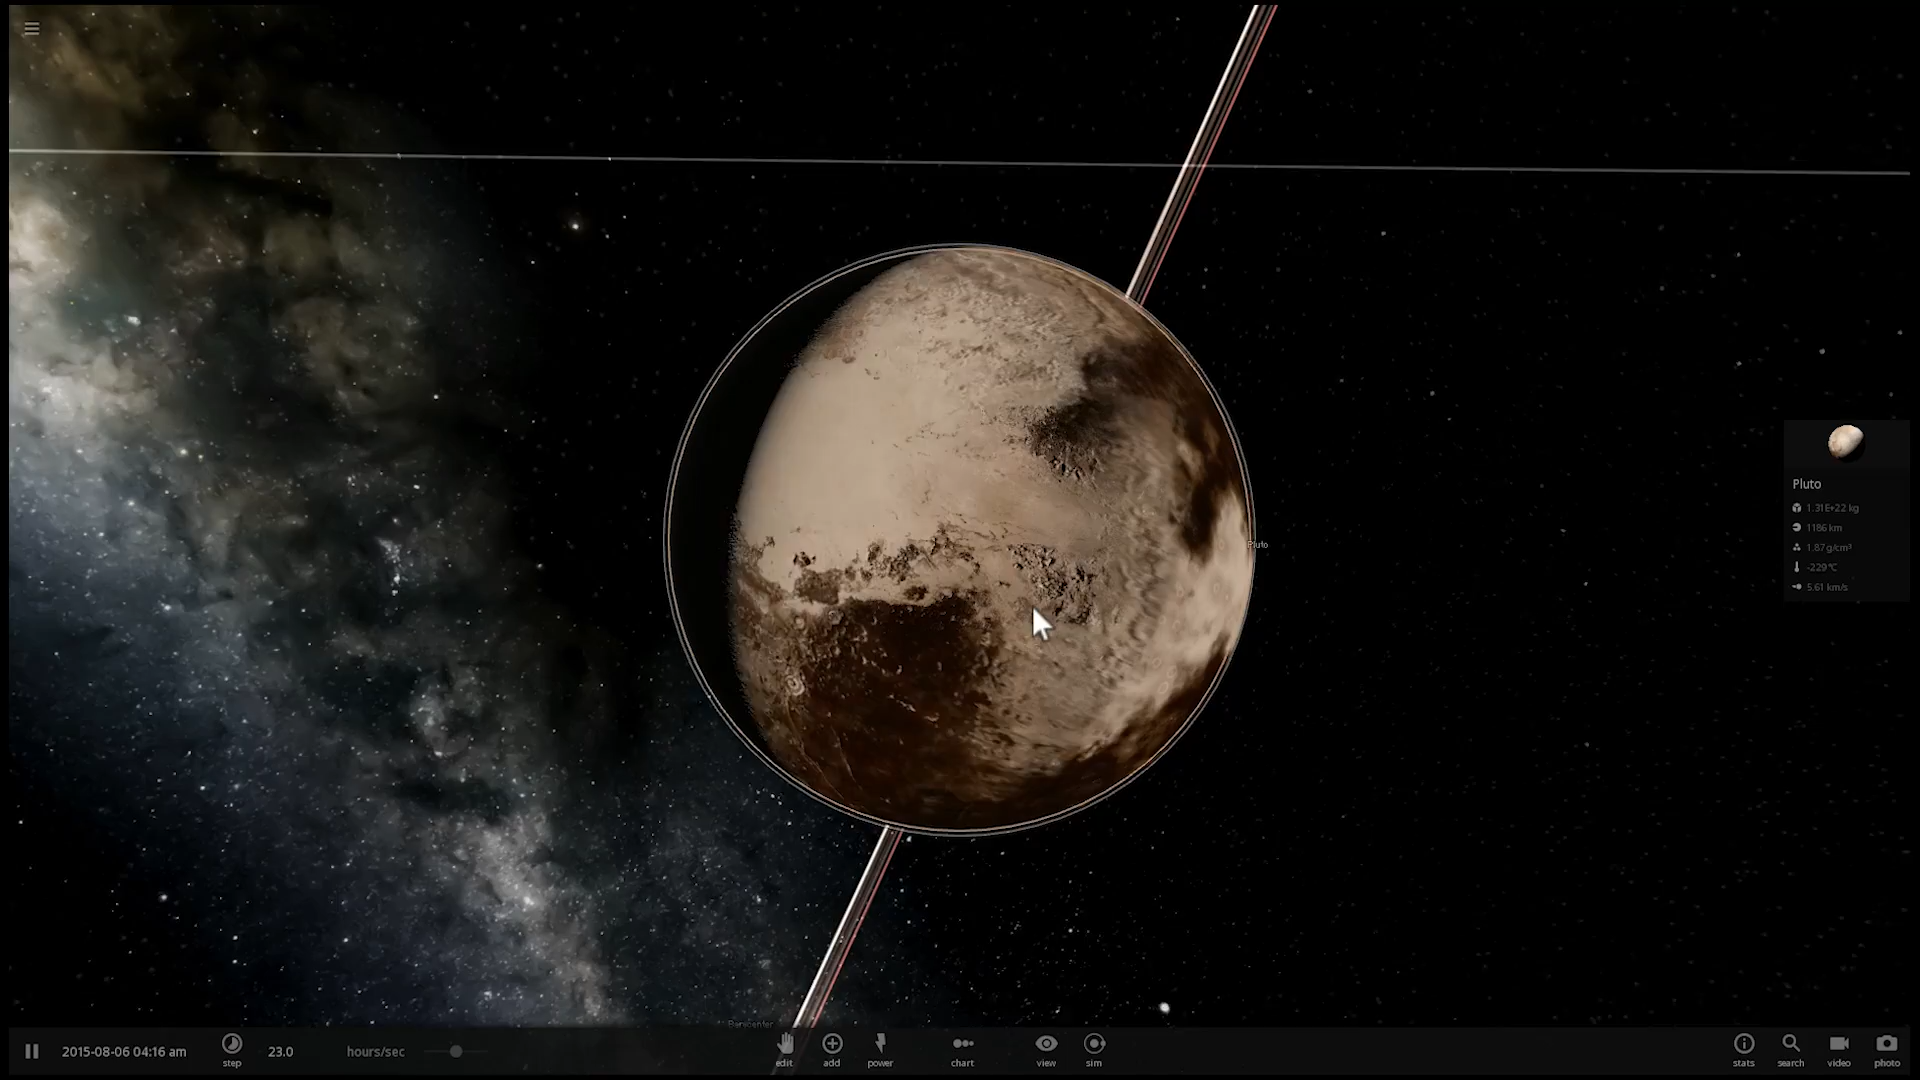 Pluto
Pluto
1.31E+22 kg
1186 km
1.87 g/cm³
-229 °C
5.61 km/s
Barycenter
2015-08-06 04:16 am
step
23.0
hours/sec
edit
add
power
chart
view
sim
stats
search
video
photo